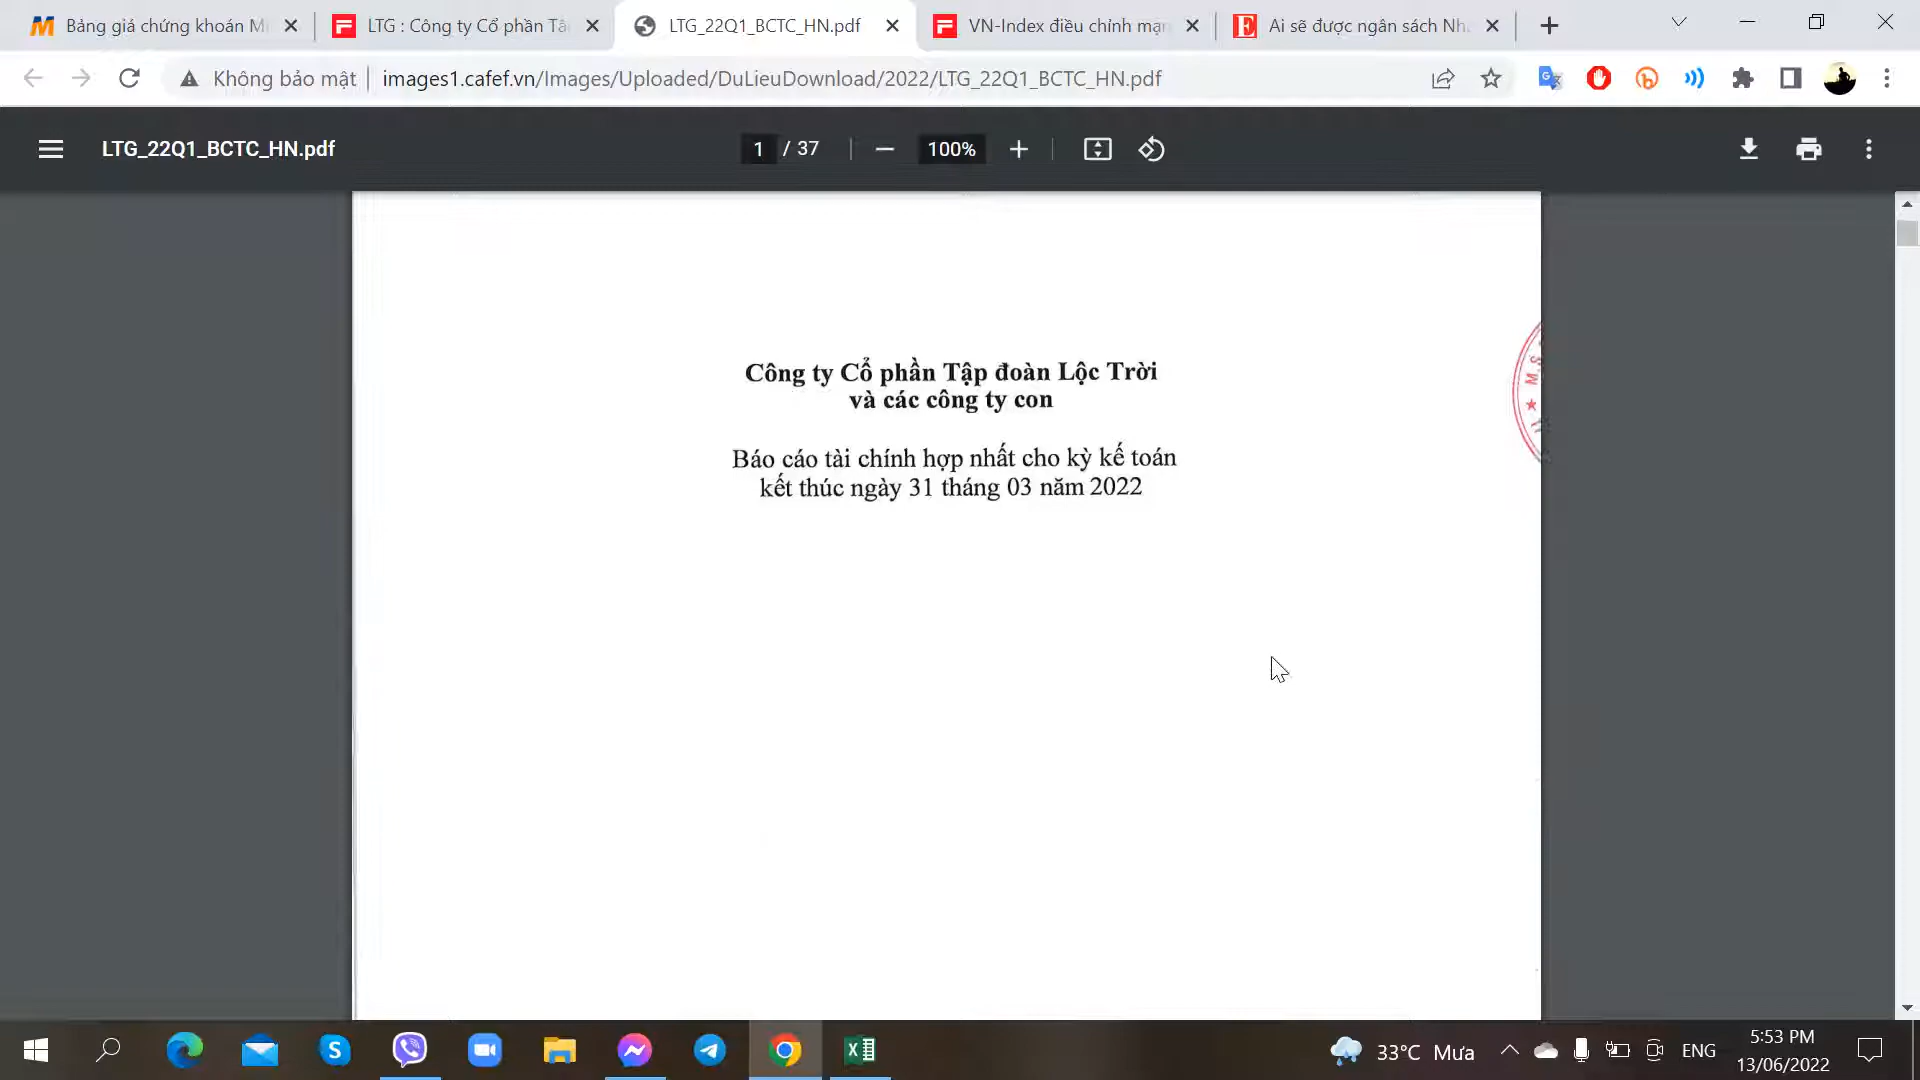 Bảng giá chứng khoán Mi
LTG : Công ty Cổ phần Tập
LTG_22Q1_BCTC_HN.pdf
VN-Index điều chỉnh mạn
Ai sẽ được ngân sách Nhà
Không bảo mật
images1.cafef.vn/Images/Uploaded/DuLieuDownload/2022/LTG_22Q1_BCTC_HN.pdf
LTG_22Q1_BCTC_HN.pdf
1 / 37
100%
Công ty Cổ phần Tập đoàn Lộc Trời
và các công ty con
Báo cáo tài chính hợp nhất cho kỳ kế toán
kết thúc ngày 31 tháng 03 năm 2022
33°C Mưa
ENG
5:53 PM
13/06/2022